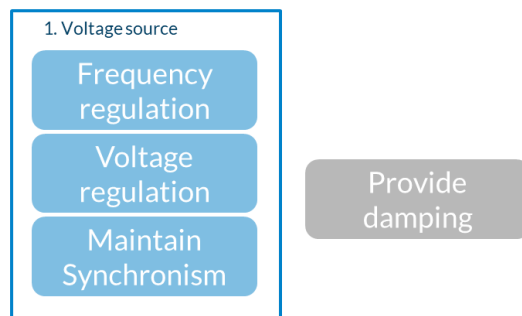 1. Voltage source
Frequency
regulation
Voltage
regulation
Maintain
Synchronism
Provide
damping